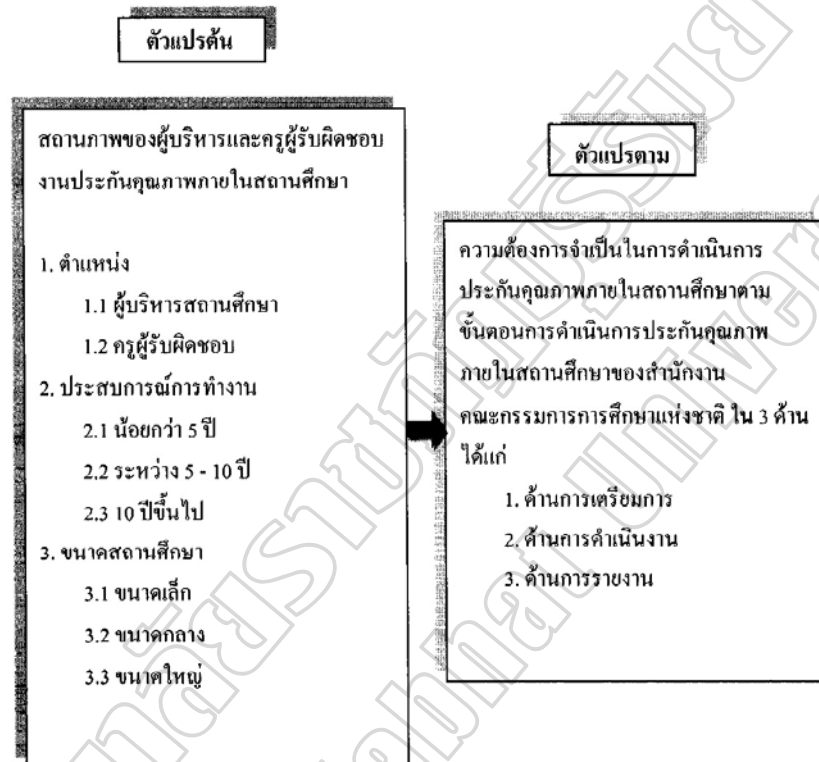 ตัวแปรต้น
สถานภาพของผู้บริหารและครูผู้รับผิดชอบ
งานประกันคุณภาพภายในสถานศึกษา
1. ตำแหน่ง
1.1 ผู้บริหารสถานศึกษา
1.2 ครูผู้รับผิดชอบ
2. ประสบการณ์การทำงาน
2.1 น้อยกว่า 5 ปี
2.2 ระหว่าง 5 - 10 ปี
2.3 10 ปีขึ้นไป
3. ขนาดสถานศึกษา
3.1 ขนาดเล็ก
3.2 ขนาดกลาง
3.3 ขนาดใหญ่
ตัวแปรตาม
ความต้องการจำเป็นในการดำเนินการ
ประกันคุณภาพภายในสถานศึกษาตาม
ขั้นตอนการดำเนินการประกันคุณภาพ
ภายในสถานศึกษาของสำนักงาน
คณะกรรมการการศึกษาแห่งชาติ ใน 3 ด้าน
ได้แก่
1. ด้านการเตรียมการ
2. ด้านการดำเนินงาน
3. ด้านการรายงาน